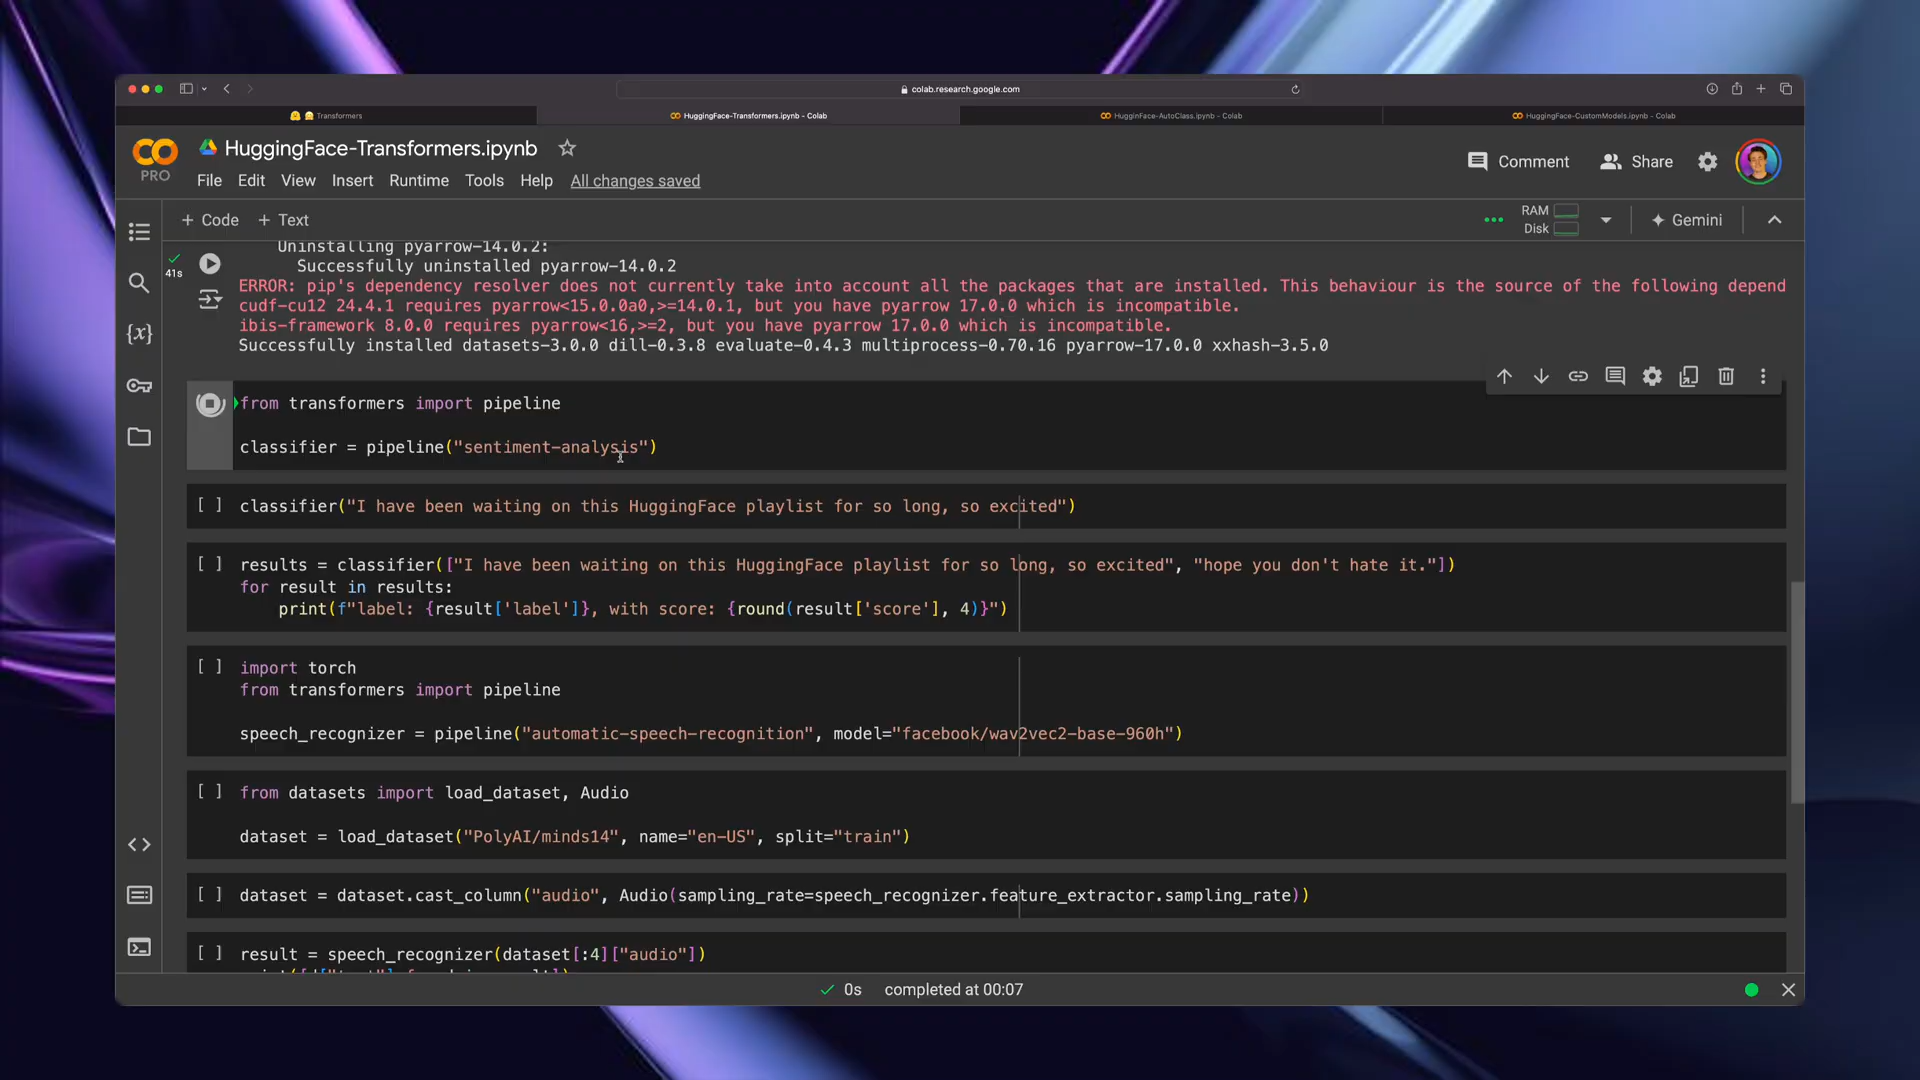 colab.research.google.com
Transformers
HuggingFace-Transformers.ipynb - Colab
HugginFace-AutoClass.ipynb - Colab
HuggingFace-CustomModels.ipynb - Colab
PRO
HuggingFace-Transformers.ipynb
File Edit View Insert Runtime Tools Help All changes saved
Comment
Share
+ Code + Text
RAM
Disk
Gemini
Uninstalling pyarrow-14.0.2:
41s
Successfully uninstalled pyarrow-14.0.2
ERROR: pip's dependency resolver does not currently take into account all the packages that are installed. This behaviour is the source of the following depend
cudf-cu12 24.4.1 requires pyarrow<15.0.0a0,>=14.0.1, but you have pyarrow 17.0.0 which is incompatible.
ibis-framework 8.0.0 requires pyarrow<16,>=2, but you have pyarrow 17.0.0 which is incompatible.
Successfully installed datasets-3.0.0 dill-0.3.8 evaluate-0.4.3 multiprocess-0.70.16 pyarrow-17.0.0 xxhash-3.5.0
from transformers import pipeline
classifier = pipeline("sentiment-analysis")
[ ] classifier("I have been waiting on this HuggingFace playlist for so long, so excited")
[ ] results = classifier(["I have been waiting on this HuggingFace playlist for so long, so excited", "hope you don't hate it."])
for result in results:
print(f"label: {result['label']}, with score: {round(result['score'], 4)}")
[ ] import torch
from transformers import pipeline
speech_recognizer = pipeline("automatic-speech-recognition", model="facebook/wav2vec2-base-960h")
[ ] from datasets import load_dataset, Audio
dataset = load_dataset("PolyAI/minds14", name="en-US", split="train")
[ ] dataset = dataset.cast_column("audio", Audio(sampling_rate=speech_recognizer.feature_extractor.sampling_rate))
[ ] result = speech_recognizer(dataset[:4]["audio"])
0s completed at 00:07